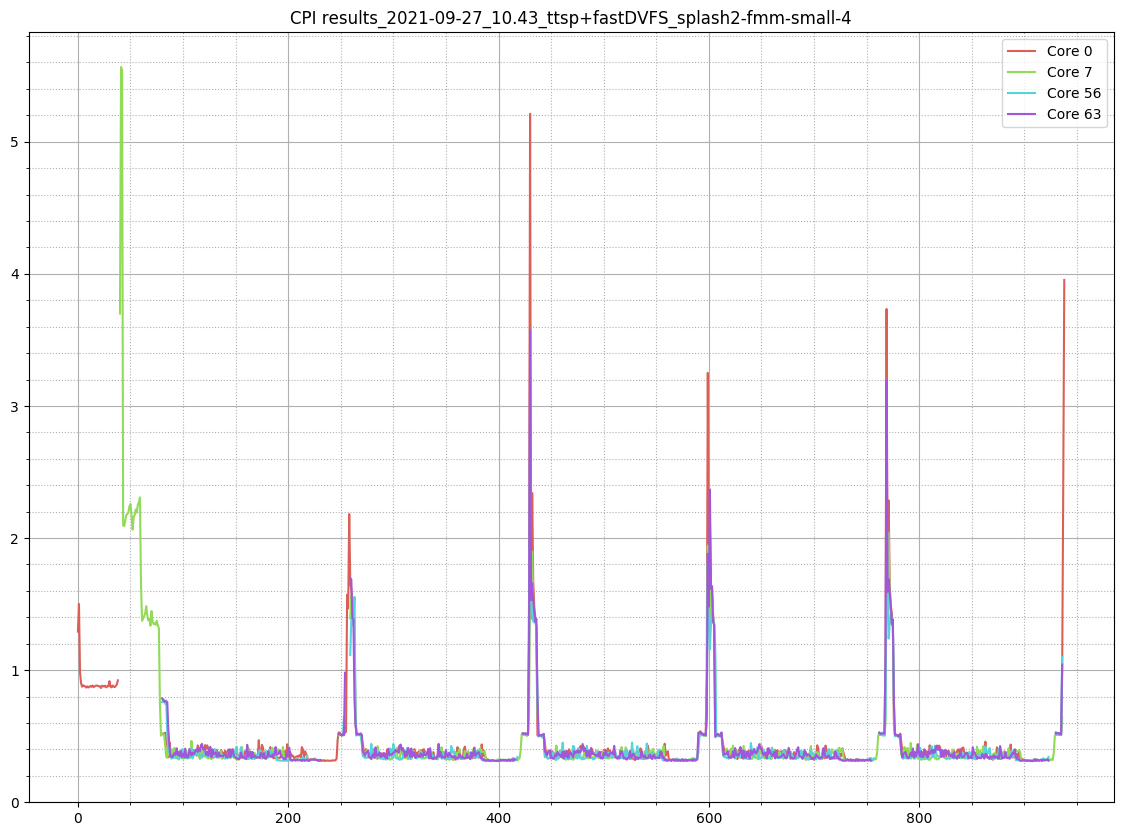 CPI results_2021-09-27_10.43_ttsp+fastDVFS_splash2-fmm-small-4
Core 0
Core 7
Core 56
Core 63
5
4
3
2
1
0
0 200 400 600 800